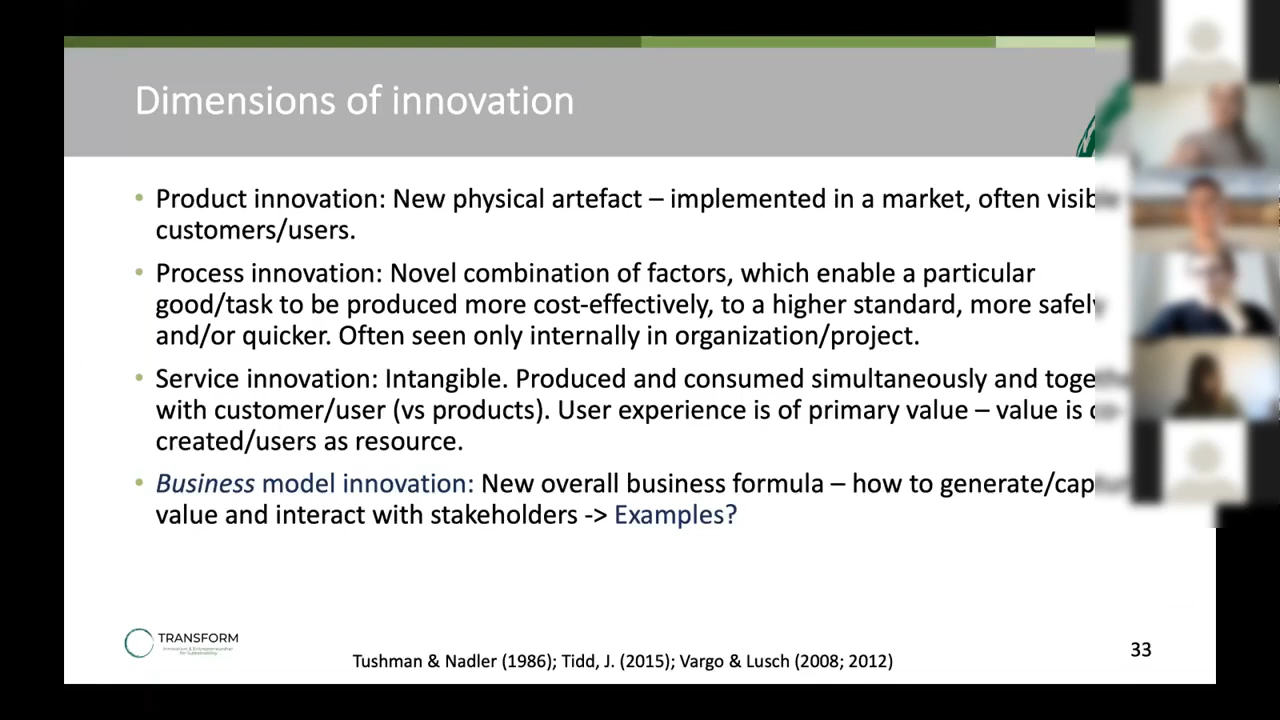 Dimensions of innovation
• Product innovation: New physical artefact – implemented in a market, often
customers/users.
• Process innovation: Novel combination of factors, which enable a particular
good/task to be produced more cost-effectively, to a higher standard, more safely
and/or quicker. Often seen only internally in organization/project.
• Service innovation: Intangible. Produced and consumed simultaneously and
with customer/user (vs products). User experience is of primary value – value is
created/users as resource.
• Business model innovation: New overall business formula – how to
value and interact with stakeholders -> Examples?
TRANSFORM
Innovation & Entrepreneurship
for Sustainability
Tushman & Nadler (1986); Tidd, J. (2015); Vargo & Lusch (2008; 2012)
33